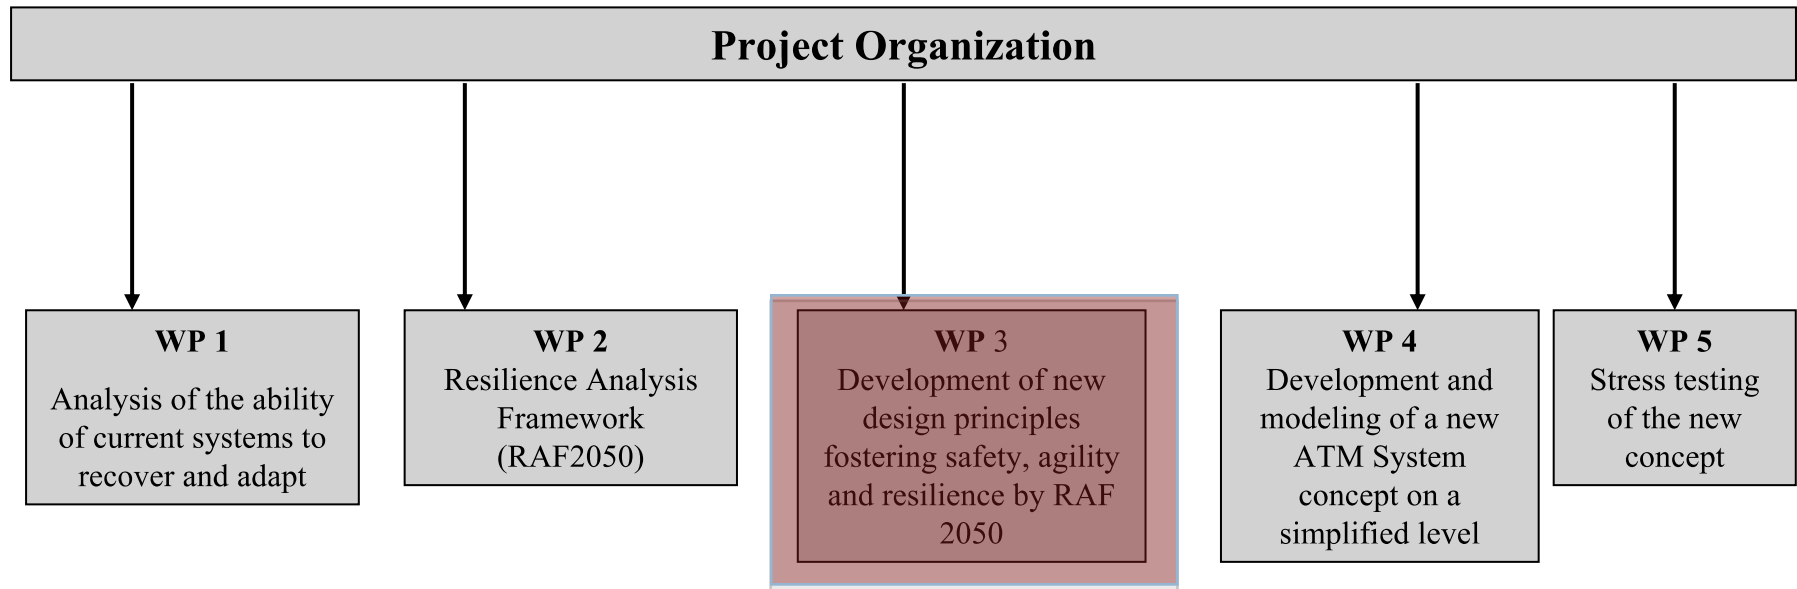 Project Organization
WP 1
Analysis of the ability
of current systems to
recover and adapt
WP 2
Resilience Analysis
Framework
(RAF2050)
WP 3
Development of new
design principles
fostering safety, agility
and resilience by RAF
2050
WP 4
Development and
modeling of a new
ATM System
concept on a
simplified level
WP 5
Stress testing
of the new
concept